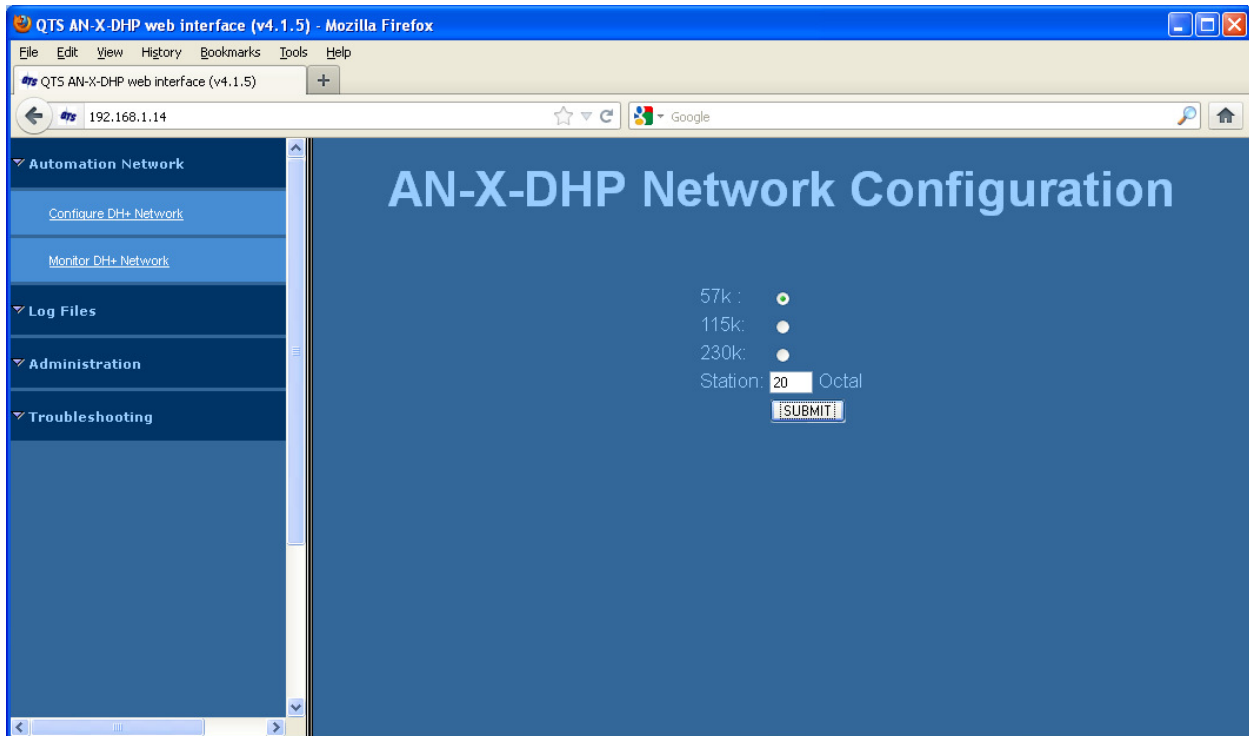 QTS AN-X-DHP web interface (v4.1.5) - Mozilla Firefox
File Edit View History Bookmarks Tools Help
QTS QTS AN-X-DHP web interface (v4.1.5) +
QTS 192.168.1.14 Google
Automation Network
Configure DH+ Network
Monitor DH+ Network
Log Files
Administration
Troubleshooting
AN-X-DHP Network Configuration
57k :
115k:
230k:
Station: 20 Octal
SUBMIT